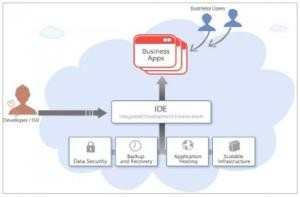 Business Users
Business
Apps
IDE
Integrated Development Environment
Developer / ISV
Data Security
Backup
and Recovery
Application
Hosting
Scalable
Infrastructure